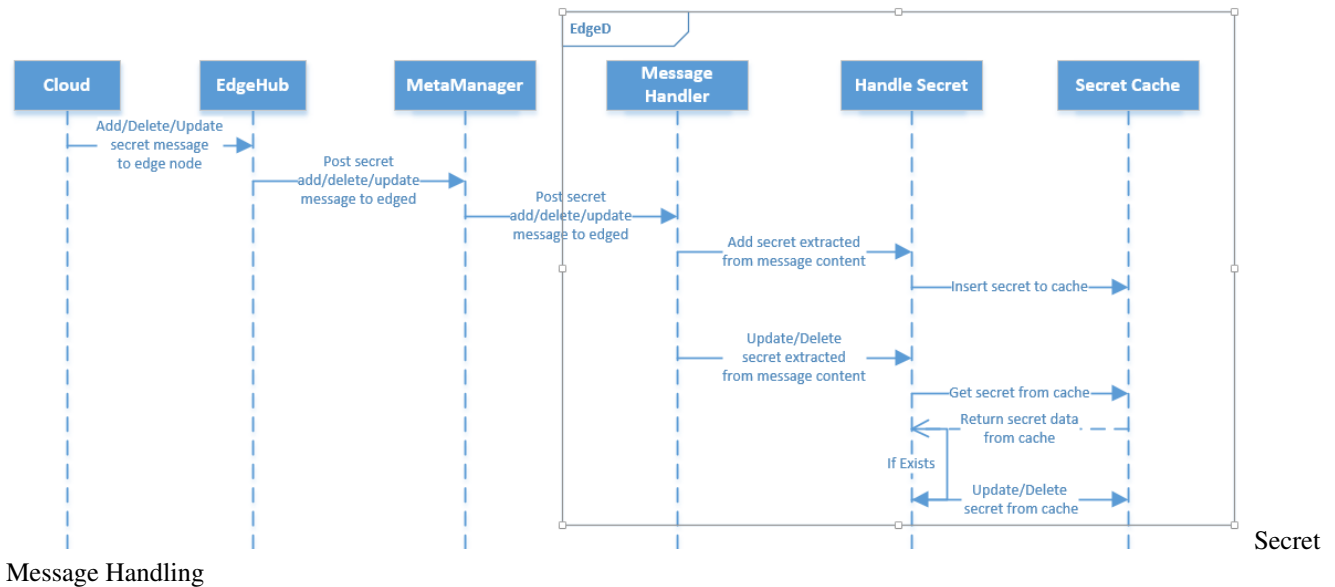 EdgeD
Cloud
EdgeHub
MetaManager
Message
Handler
Handle Secret
Secret Cache
Add/Delete/Update
secret message
to edge node
Post secret
add/delete/update
message to edged
Post secret
add/delete/update
message to edged
Add secret extracted
from message content
Insert secret to cache
Update/Delete
secret extracted
from message content
Get secret from cache
Return secret data
from cache
If Exists
Update/Delete
secret from cache
Secret
Message Handling